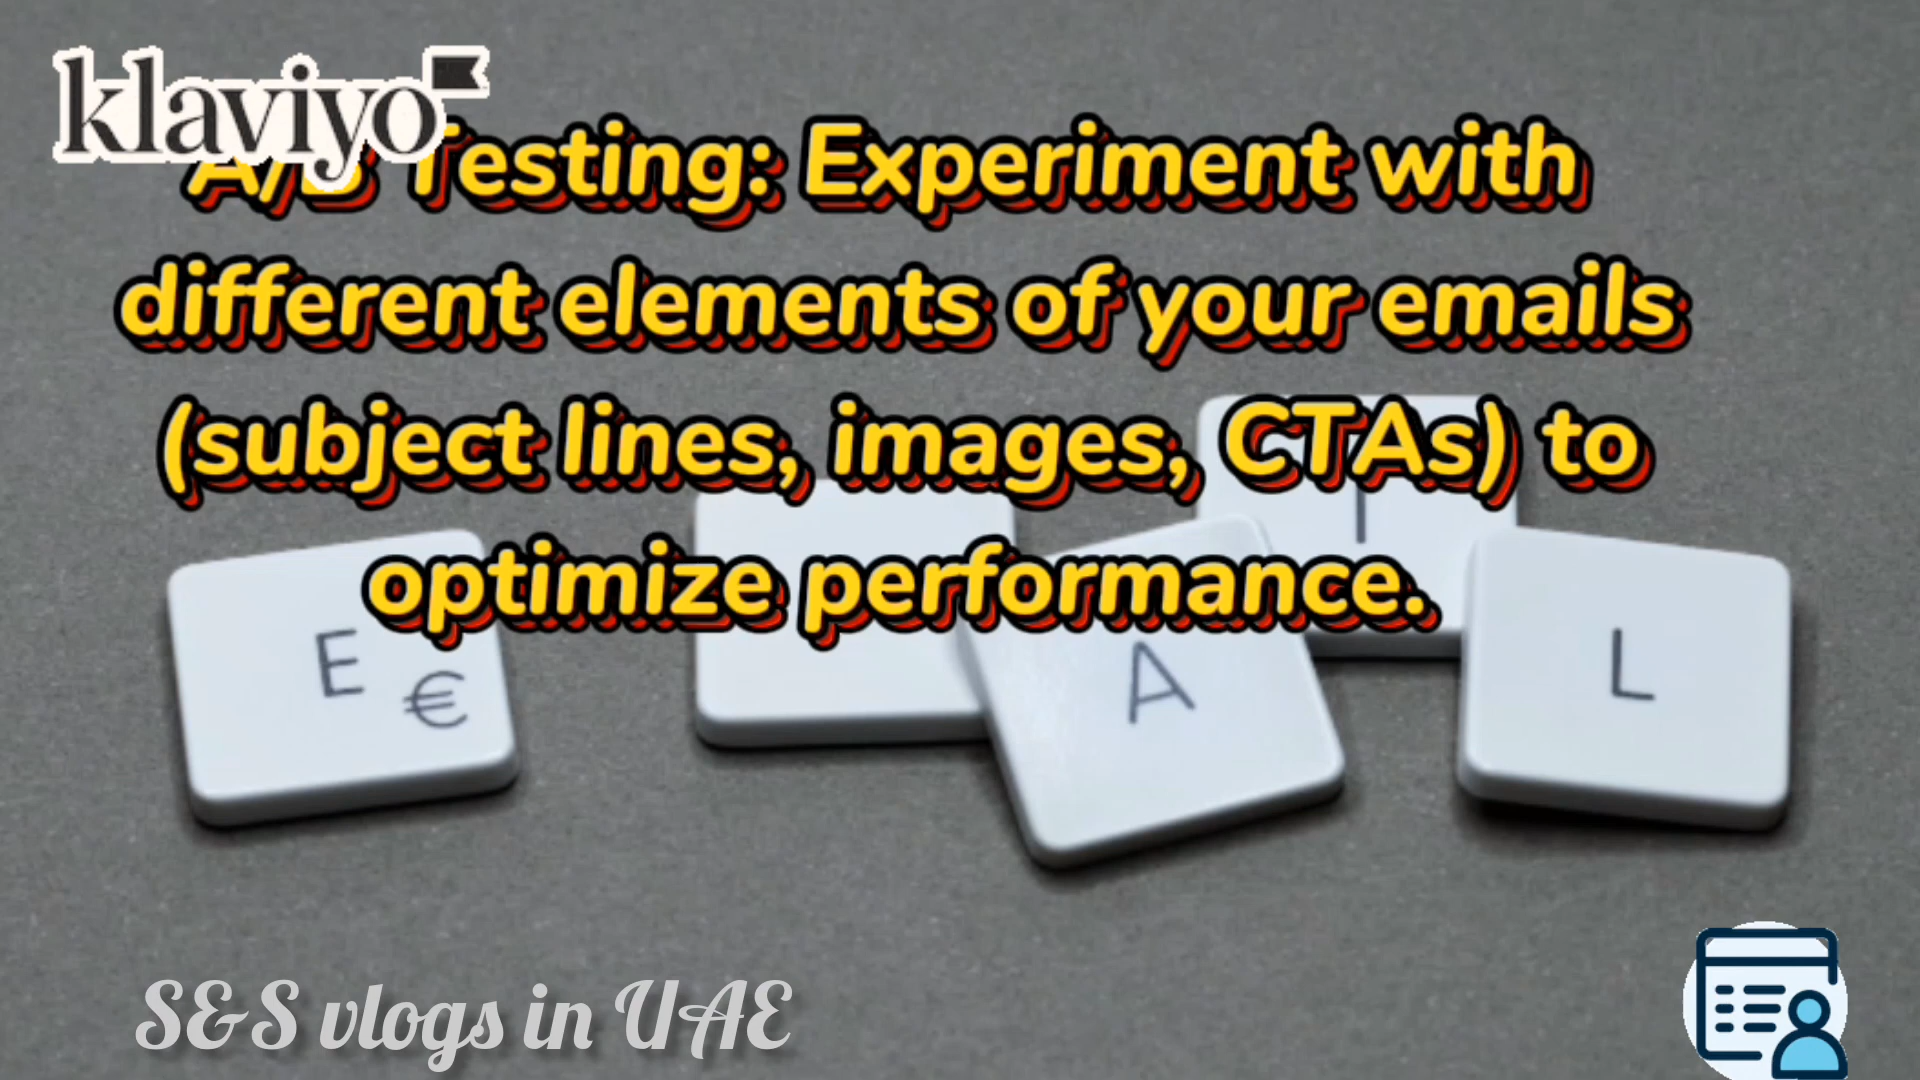 klaviyo
A/B Testing: Experiment with
different elements of your emails
(subject lines, images, CTAs) to
optimize performance.
E €
A
I
L
S&S vlogs in UAE